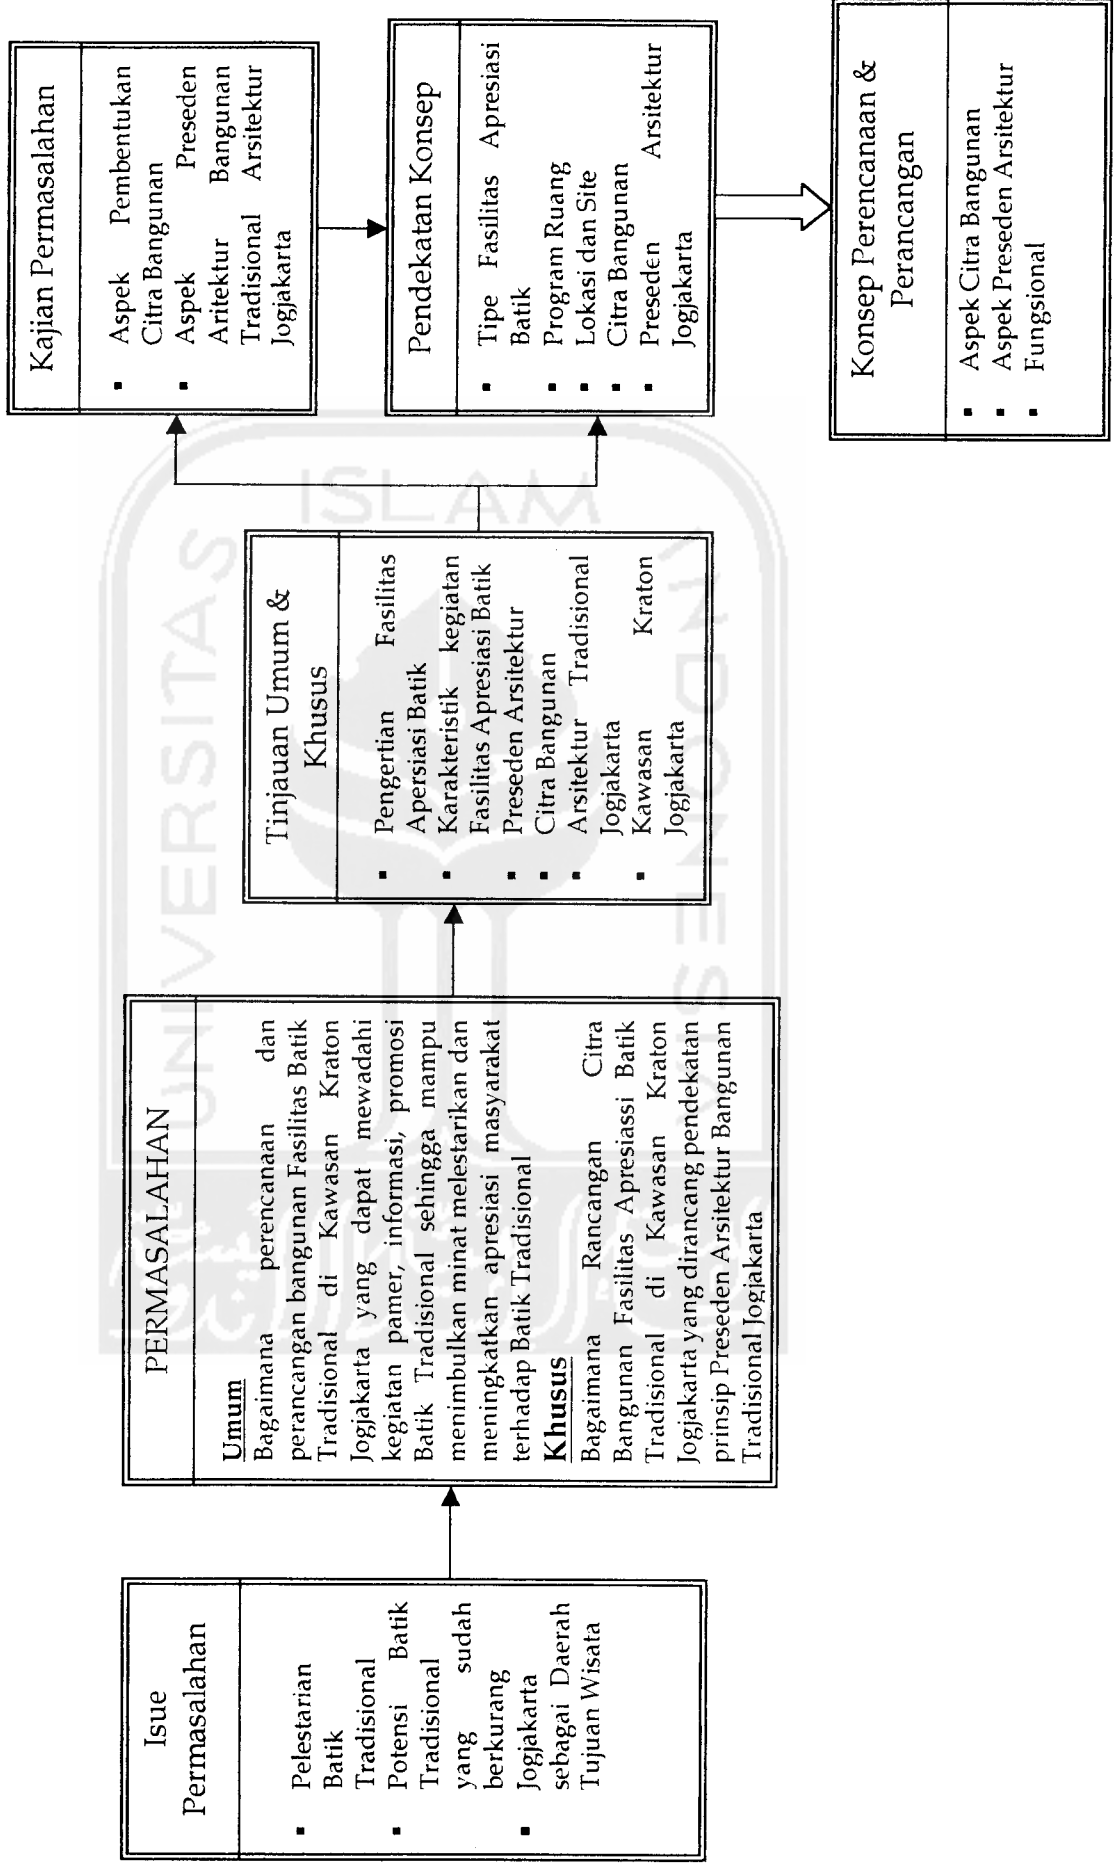 Isue
Permasalahan
▪ Pelestarian
Batik
Tradisional
▪ Potensi Batik
Tradisional
yang sudah
berkurang
▪ Jogjakarta
sebagai Daerah
Tujuan Wisata
PERMASALAHAN
Umum
Bagaimana perencanaan dan
perancangan bangunan Fasilitas Batik
Tradisional di Kawasan Kraton
Jogjakarta yang dapat mewadahi
kegiatan pamer, informasi, promosi
Batik Tradisional sehingga mampu
menimbulkan minat melestarikan dan
meningkatkan apresiasi masyarakat
terhadap Batik Tradisional
Khusus
Bagaimana Rancangan Citra
Bangunan Fasilitas Apresiassi Batik
Tradisional di Kawasan Kraton
Jogjakarta yang dirancang pendekatan
prinsip Preseden Arsitektur Bangunan
Tradisional Jogjakarta
Tinjauan Umum &
Khusus
▪ Pengertian Fasilitas
Apersiasi Batik
▪ Karakteristik kegiatan
Fasilitas Apresiasi Batik
▪ Preseden Arsitektur
▪ Citra Bangunan
▪ Arsitektur Tradisional
Jogjakarta
▪ Kawasan Kraton
Jogjakarta
Kajian Permasalahan
▪ Aspek Pembentukan
Citra Bangunan
▪ Aspek Preseden
Aritektur Bangunan
Tradisional Arsitektur
Jogjakarta
Pendekatan Konsep
▪ Tipe Fasilitas Apresiasi
Batik
▪ Program Ruang
▪ Lokasi dan Site
▪ Citra Bangunan
▪ Preseden Arsitektur
Jogjakarta
Konsep Perencanaan &
Perancangan
▪ Aspek Citra Bangunan
▪ Aspek Preseden Arsitektur
▪ Fungsional
UNIVERSITAS
ISLAM
INDONESIA